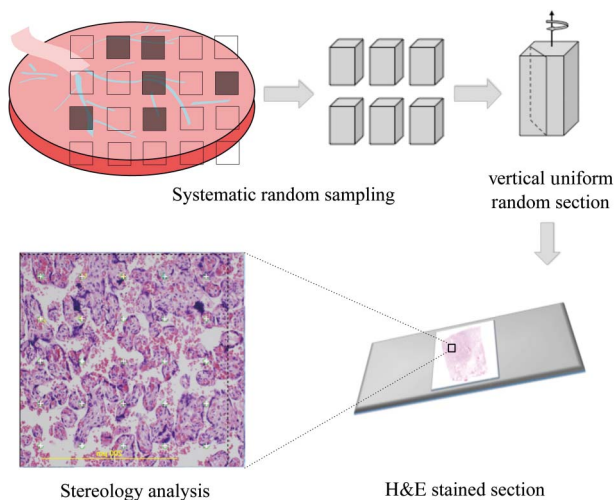 Systematic random sampling
vertical uniform
random section
Stereology analysis
H&E stained section